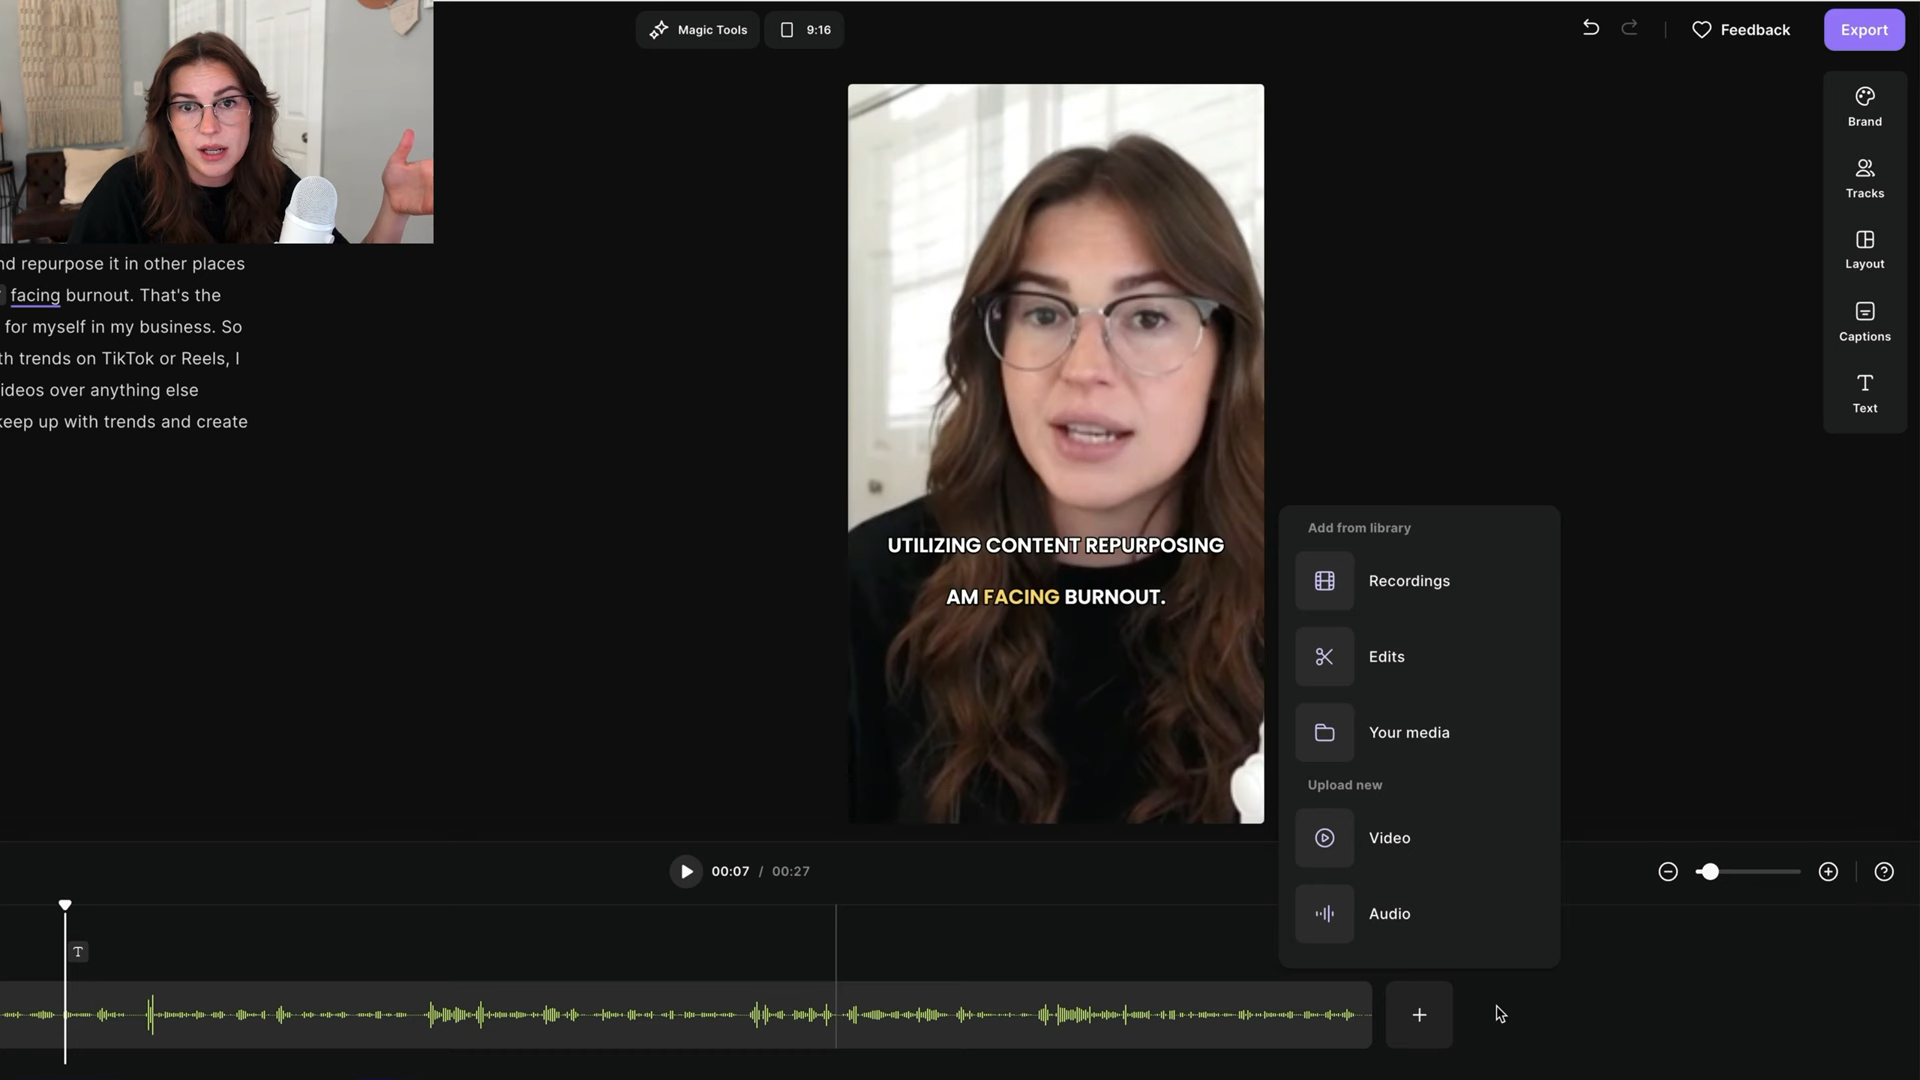 Magic Tools
9:16
Feedback
Export
Brand
Tracks
Layout
Captions
Text
nd repurpose it in other places
facing burnout. That's the
for myself in my business. So
th trends on TikTok or Reels, I
ideos over anything else
keep up with trends and create
UTILIZING CONTENT REPURPOSING
AM FACING BURNOUT.
Add from library
Recordings
Edits
Your media
Upload new
Video
Audio
00:07 / 00:27
T